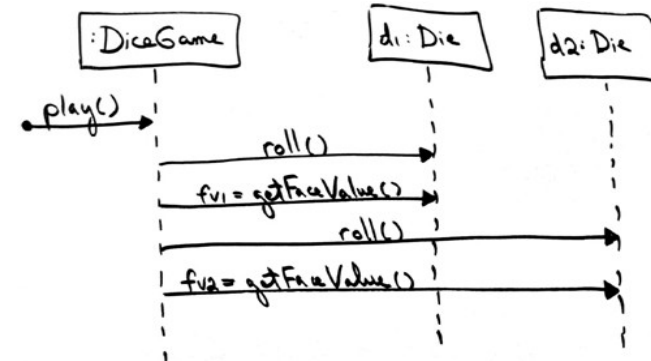 :DiceGame
d1: Die
d2: Die
play()
roll()
fv1 = getFaceValue()
roll()
fv2 = getFaceValue()